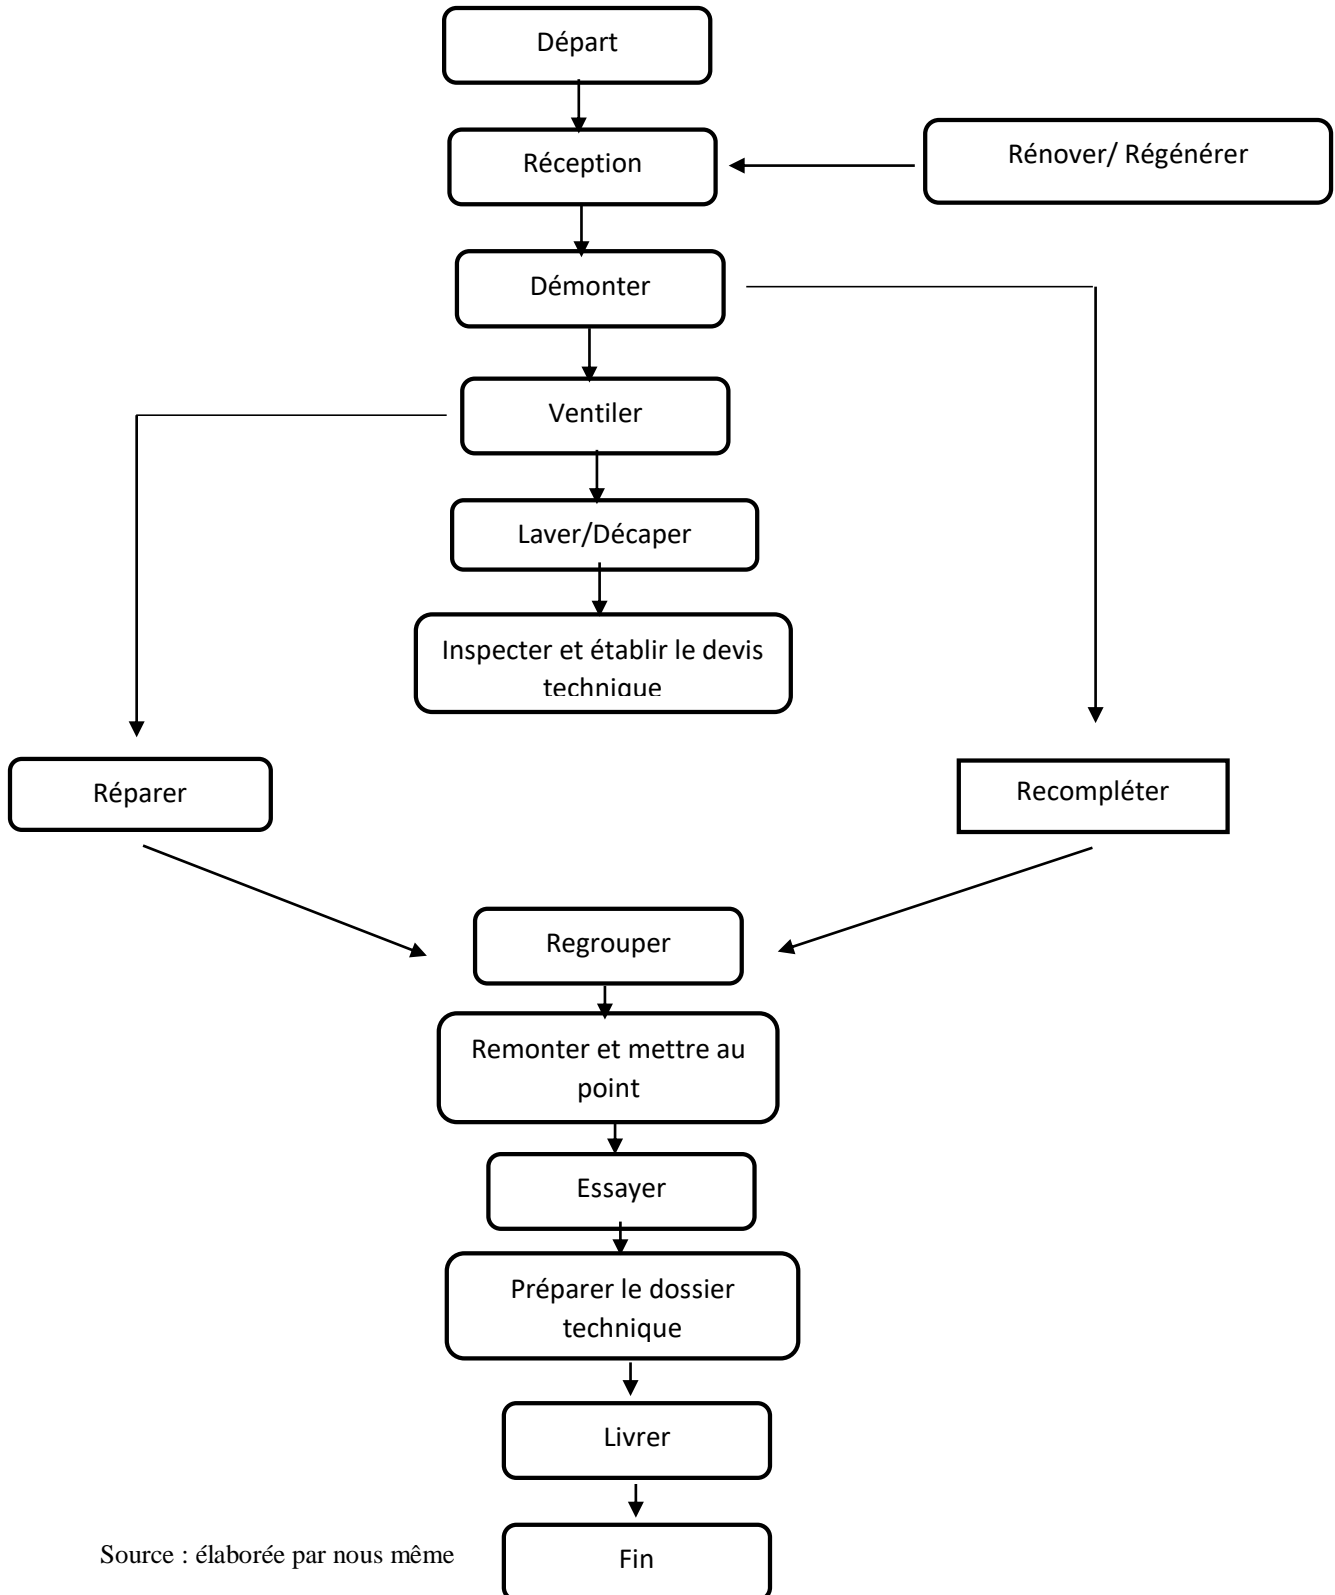 Départ
Réception
Rénover/ Régénérer
Démonter
Ventiler
Laver/Décaper
Inspecter et établir le devis
technique
Réparer
Recompléter
Regrouper
Remonter et mettre au
point
Essayer
Préparer le dossier
technique
Livrer
Source : élaborée par nous même
Fin